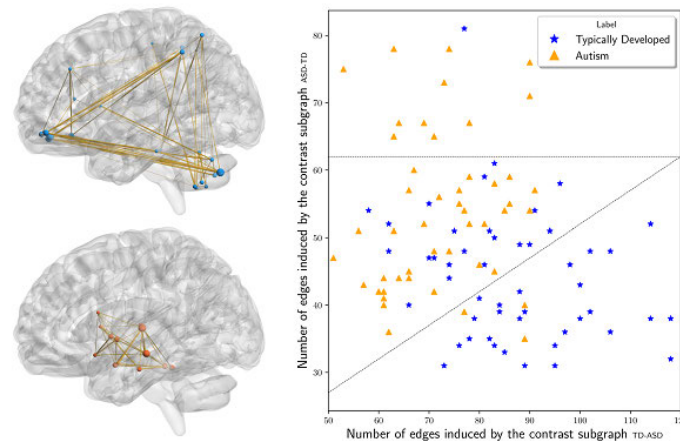 Label
Typically Developed
Autism
Number of edges induced by the contrast subgraph ASD-TD
80
70
60
50
40
30
50 60 70 80 90 100 110 120
Number of edges induced by the contrast subgraph TD-ASD